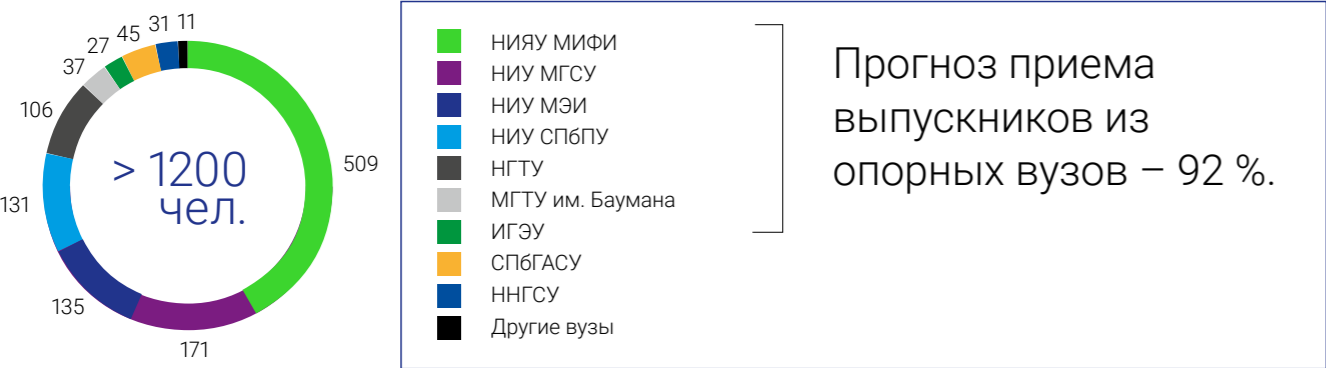 11
31
45
27
37
106
131
135
171
509
> 1200
чел.
НИЯУ МИФИ
НИУ МГСУ
НИУ МЭИ
НИУ СПбПУ
НГТУ
МГТУ им. Баумана
ИГЭУ
СПбГАСУ
ННГСУ
Другие вузы
Прогноз приема
выпускников из
опорных вузов – 92 %.